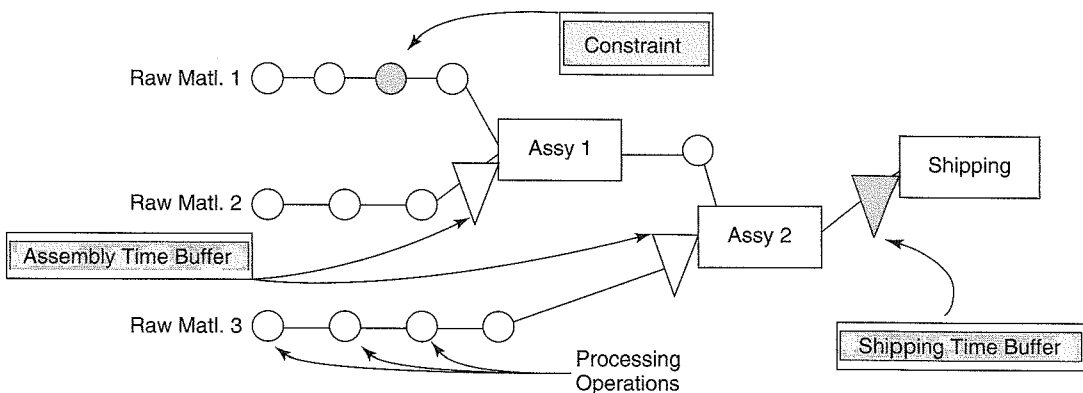 Constraint
Raw Matl. 1
Assy 1
Shipping
Raw Matl. 2
Assy 2
Assembly Time Buffer
Raw Matl. 3
Shipping Time Buffer
Processing
Operations